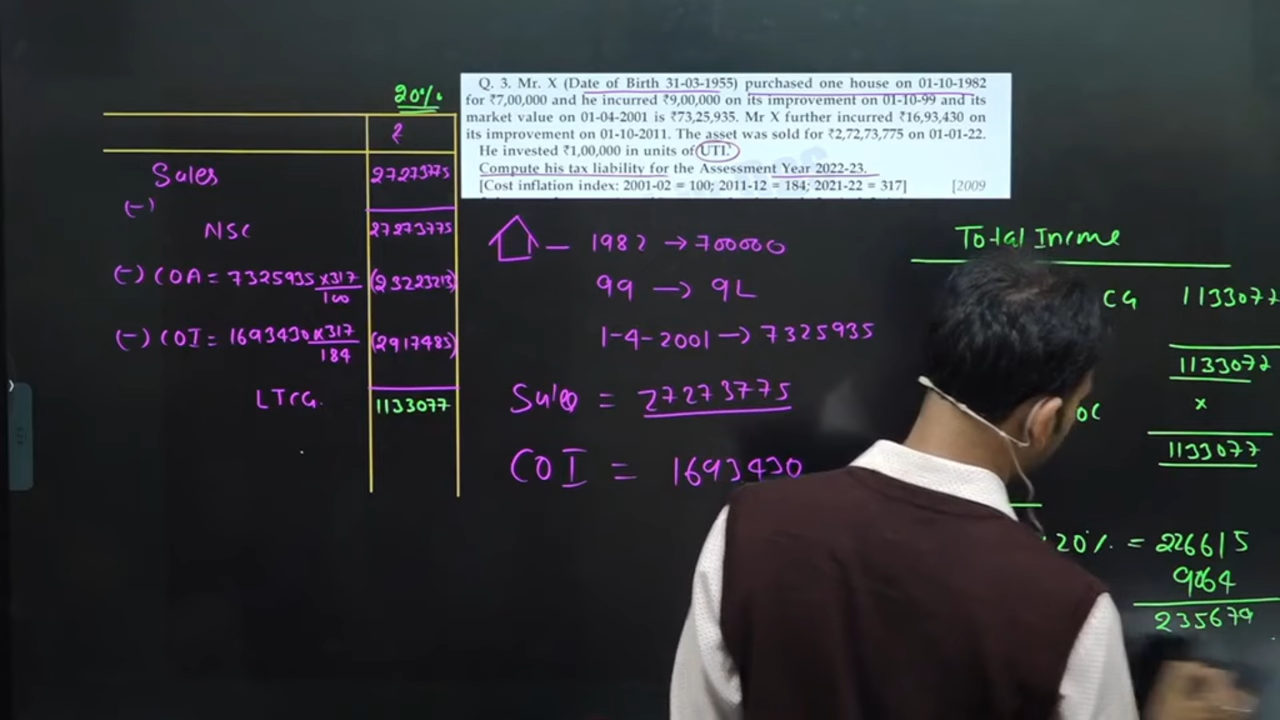 20%
₹
Sales 27273775
(-)
NSC 27273775
(-) COA = 7325935 x317/100 (23223213)
(-) COI = 1693430 x317/184 (2917485)
LTCG. 1133077
Q. 3. Mr. X (Date of Birth 31-03-1955) purchased one house on 01-10-1982
for ₹7,00,000 and he incurred ₹9,00,000 on its improvement on 01-10-99 and its
market value on 01-04-2001 is ₹73,25,935. Mr X further incurred ₹16,93,430 on
its improvement on 01-10-2011. The asset was sold for ₹2,72,73,775 on 01-01-22.
He invested ₹1,00,000 in units of UTI.
Compute his tax liability for the Assessment Year 2022-23.
[Cost inflation index: 2001-02 = 100; 2011-12 = 184; 2021-22 = 317] [2009
— 1982 → 700000
99 → 9L
1-4-2001 → 7325935
Sales = 27273775
COI = 1693430
Total Income
CG 1133077
1133077
OC x
1133077
20% = 226615
9064
235679